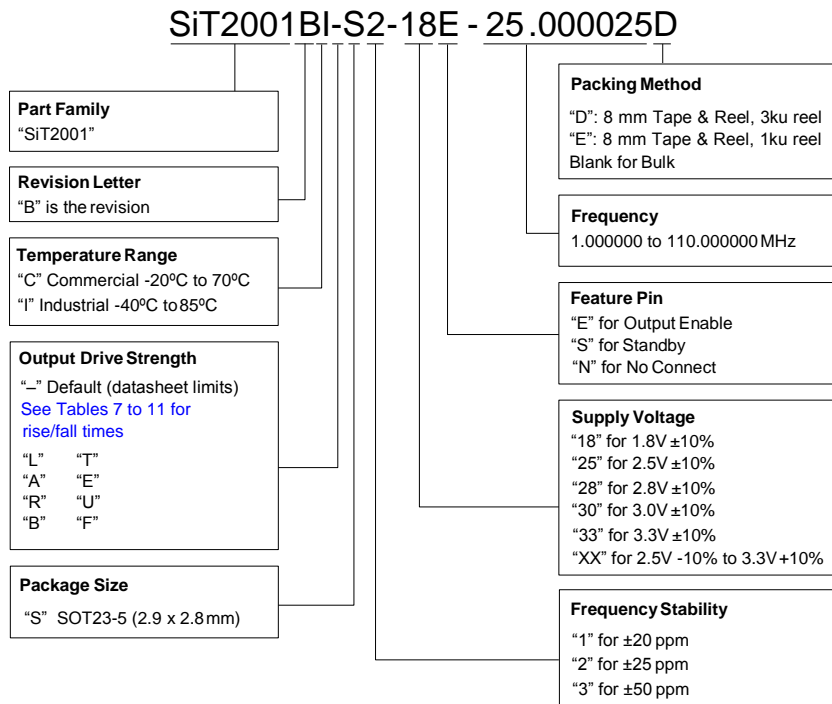 SiT2001BI-S2-18E - 25.000025D
Part Family
“SiT2001”
Revision Letter
“B” is the revision
Temperature Range
“C” Commercial -20ºC to 70ºC
“I” Industrial -40ºC to 85ºC
Output Drive Strength
“–” Default (datasheet limits)
See Tables 7 to 11 for
rise/fall times
“L” “T”
“A” “E”
“R” “U”
“B” “F”
Package Size
“S” SOT23-5 (2.9 x 2.8 mm)
Packing Method
“D”: 8 mm Tape & Reel, 3ku reel
“E”: 8 mm Tape & Reel, 1ku reel
Blank for Bulk
Frequency
1.000000 to 110.000000 MHz
Feature Pin
“E” for Output Enable
“S” for Standby
“N” for No Connect
Supply Voltage
“18” for 1.8V ±10%
“25” for 2.5V ±10%
“28” for 2.8V ±10%
“30” for 3.0V ±10%
“33” for 3.3V ±10%
“XX” for 2.5V -10% to 3.3V +10%
Frequency Stability
“1” for ±20 ppm
“2” for ±25 ppm
“3” for ±50 ppm